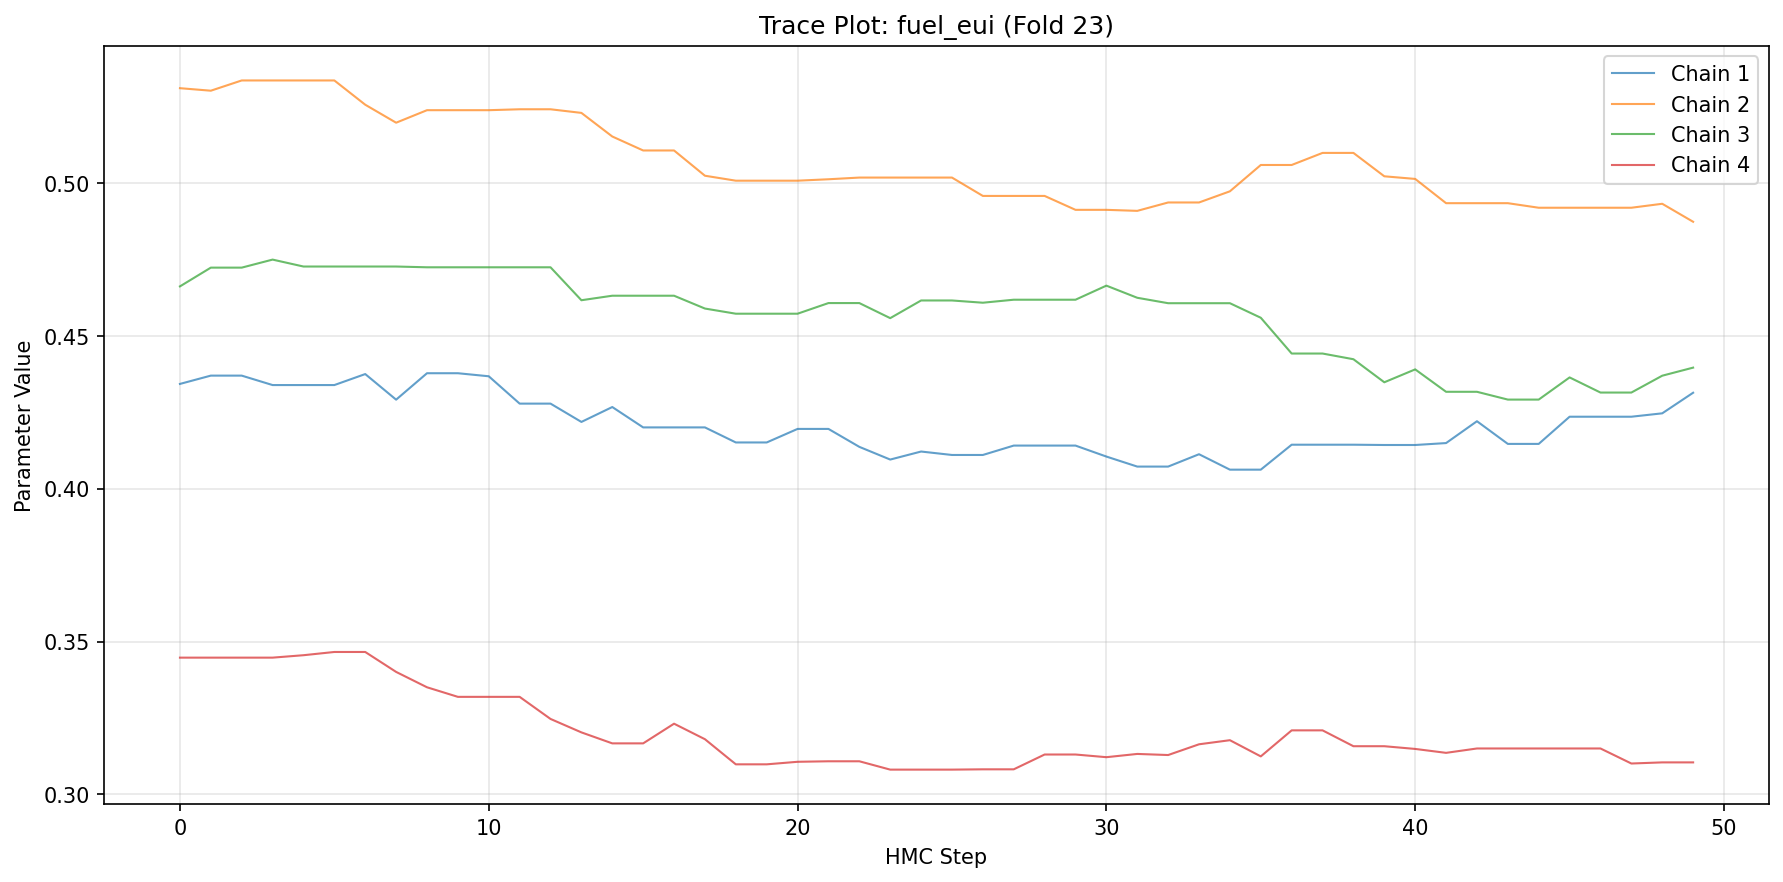 Trace Plot: fuel_eui (Fold 23)
Chain 1
Chain 2
Chain 3
Chain 4
Parameter Value
0.50
0.45
0.40
0.35
0.30
0 10 20 30 40 50
HMC Step